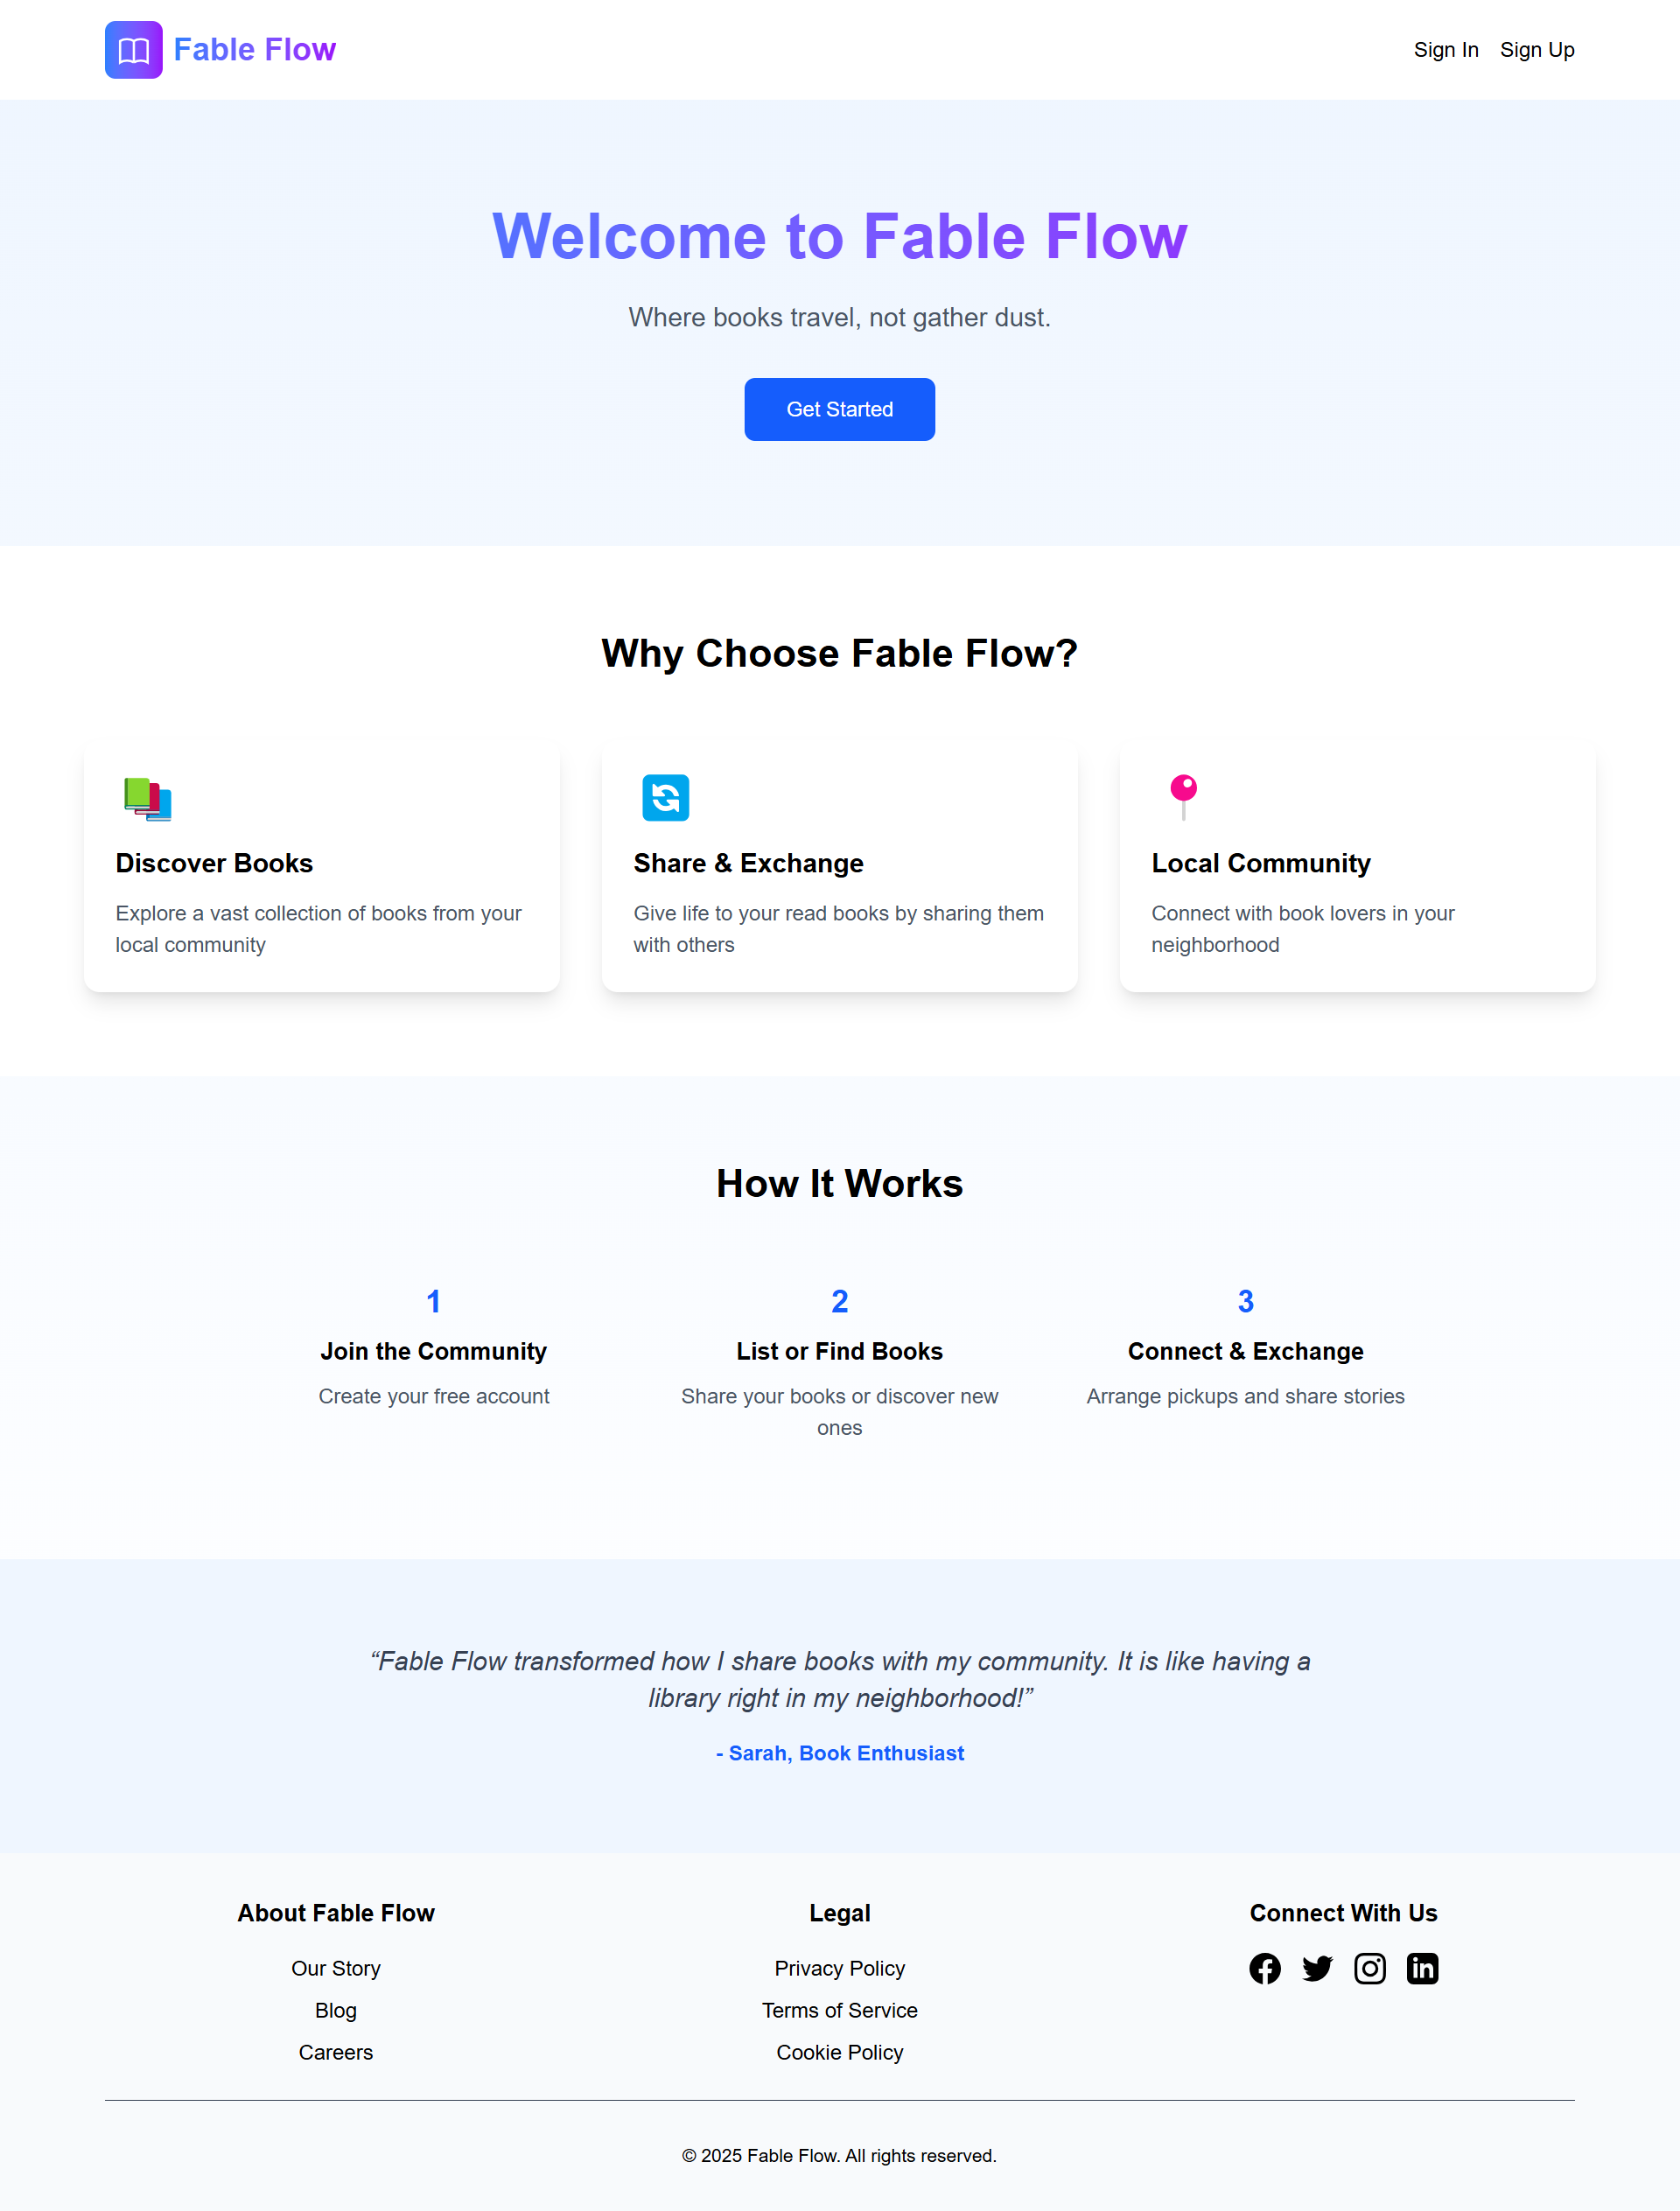 Fable Flow
Sign In
Sign Up
Welcome to Fable Flow
Where books travel, not gather dust.
Get Started
Why Choose Fable Flow?
Discover Books
Explore a vast collection of books from your
local community
Share & Exchange
Give life to your read books by sharing them
with others
Local Community
Connect with book lovers in your
neighborhood
How It Works
1
Join the Community
Create your free account
2
List or Find Books
Share your books or discover new
ones
3
Connect & Exchange
Arrange pickups and share stories
“Fable Flow transformed how I share books with my community. It is like having a
library right in my neighborhood!”
- Sarah, Book Enthusiast
About Fable Flow
Our Story
Blog
Careers
Legal
Privacy Policy
Terms of Service
Cookie Policy
Connect With Us
© 2025 Fable Flow. All rights reserved.